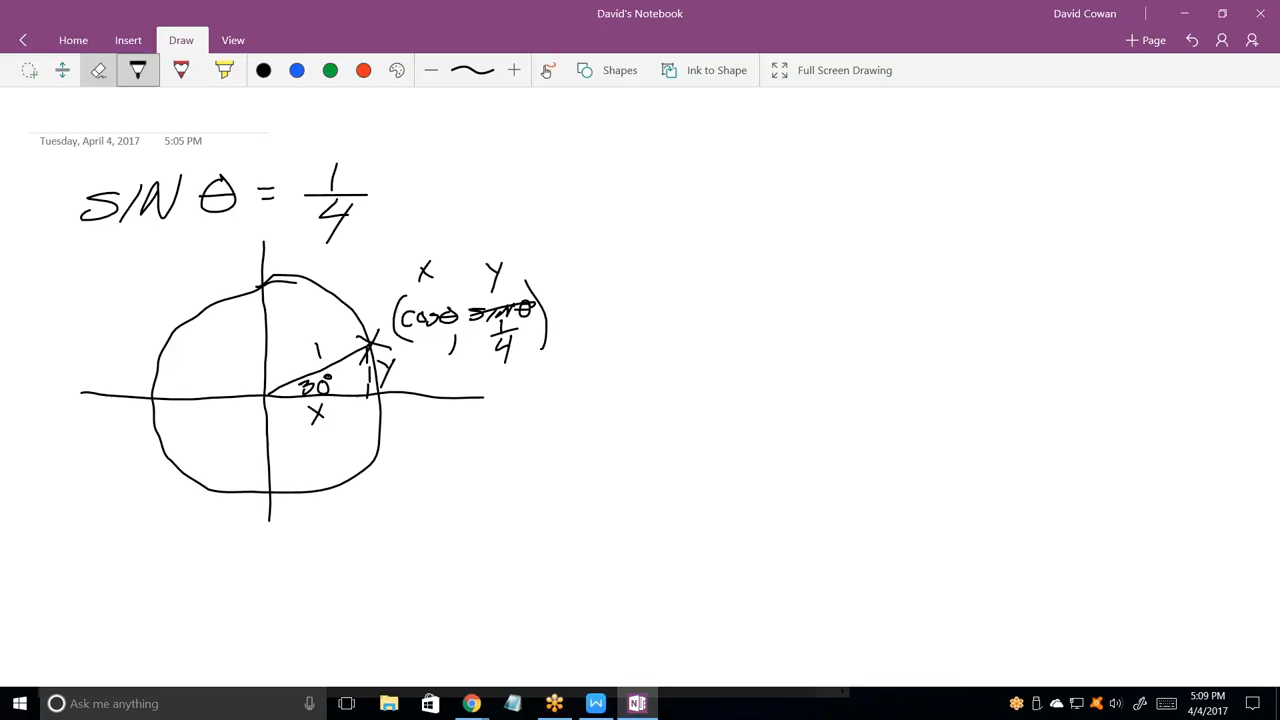 David's Notebook
David Cowan
Home Insert Draw View
Page
Shapes
Ink to Shape
Full Screen Drawing
Tuesday, April 4, 2017 5:05 PM
SIN θ = 1/4
x y
(cosθ, sinθ 1/4)
1
30°
y
x
Ask me anything
5:09 PM
4/4/2017